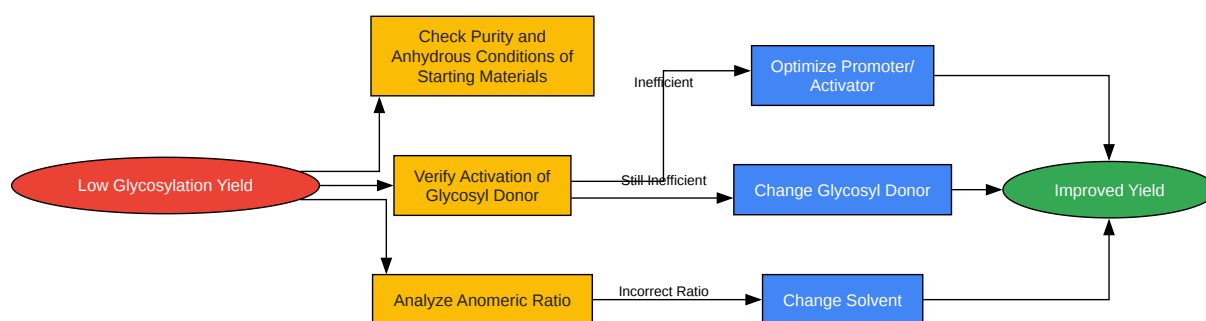 Check Purity and
Anhydrous Conditions of
Starting Materials
Inefficient
Optimize Promoter/
Activator
Low Glycosylation Yield
Verify Activation of
Glycosyl Donor
Still Inefficient
Change Glycosyl Donor
Improved Yield
Analyze Anomeric Ratio
Incorrect Ratio
Change Solvent